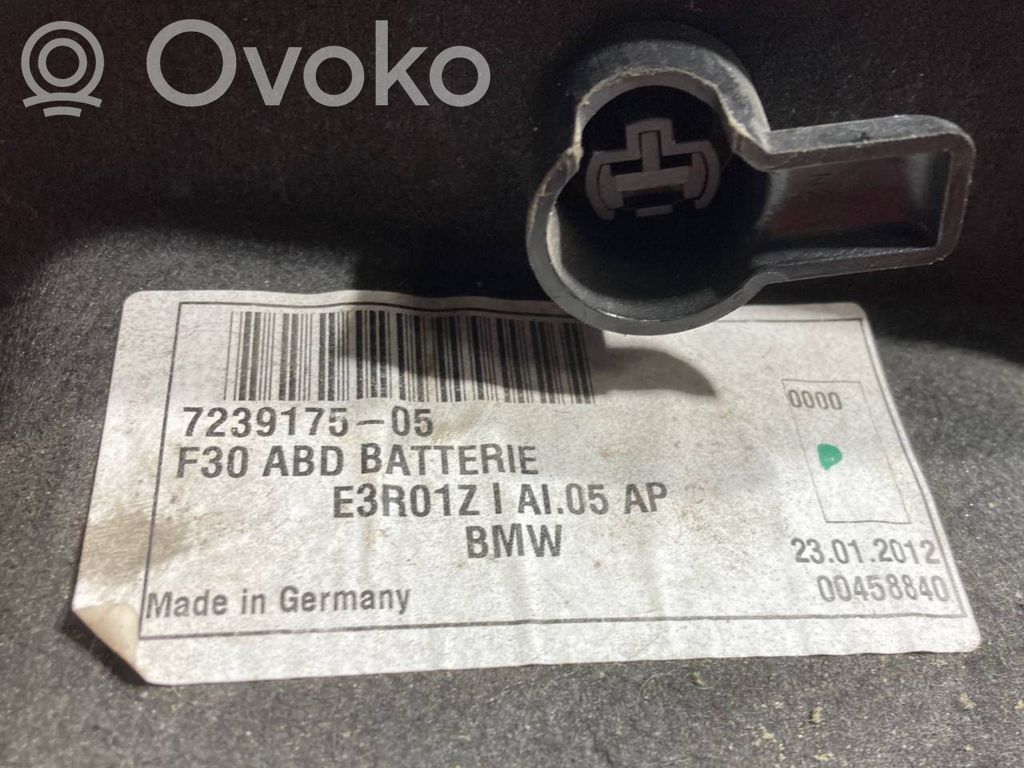 Ovoko
7239175-05
F30 ABD BATTERIE
E3R01Z I AI.05 AP
BMW
Made in Germany
0000
23.01.2012
00458840